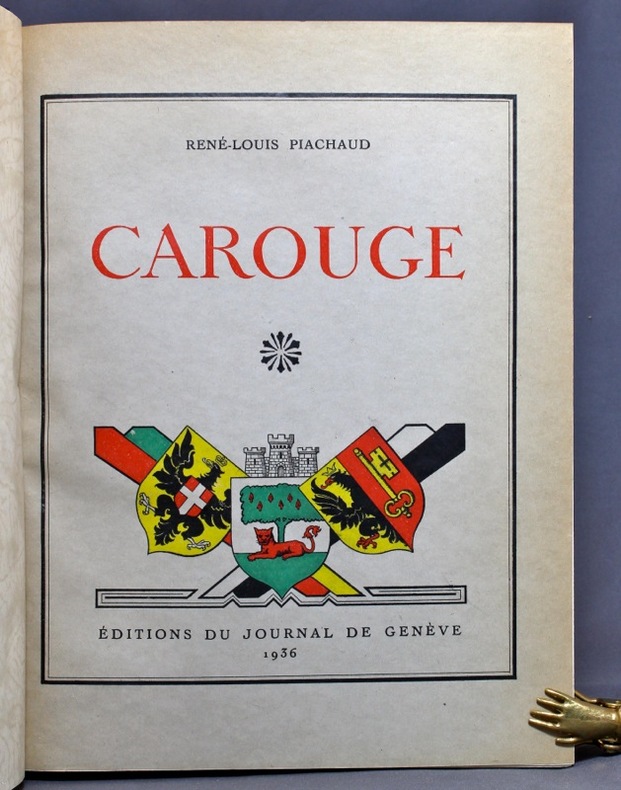 RENÉ-LOUIS PIACHAUD
CAROUGE
ÉDITIONS DU JOURNAL DE GENÈVE
1936